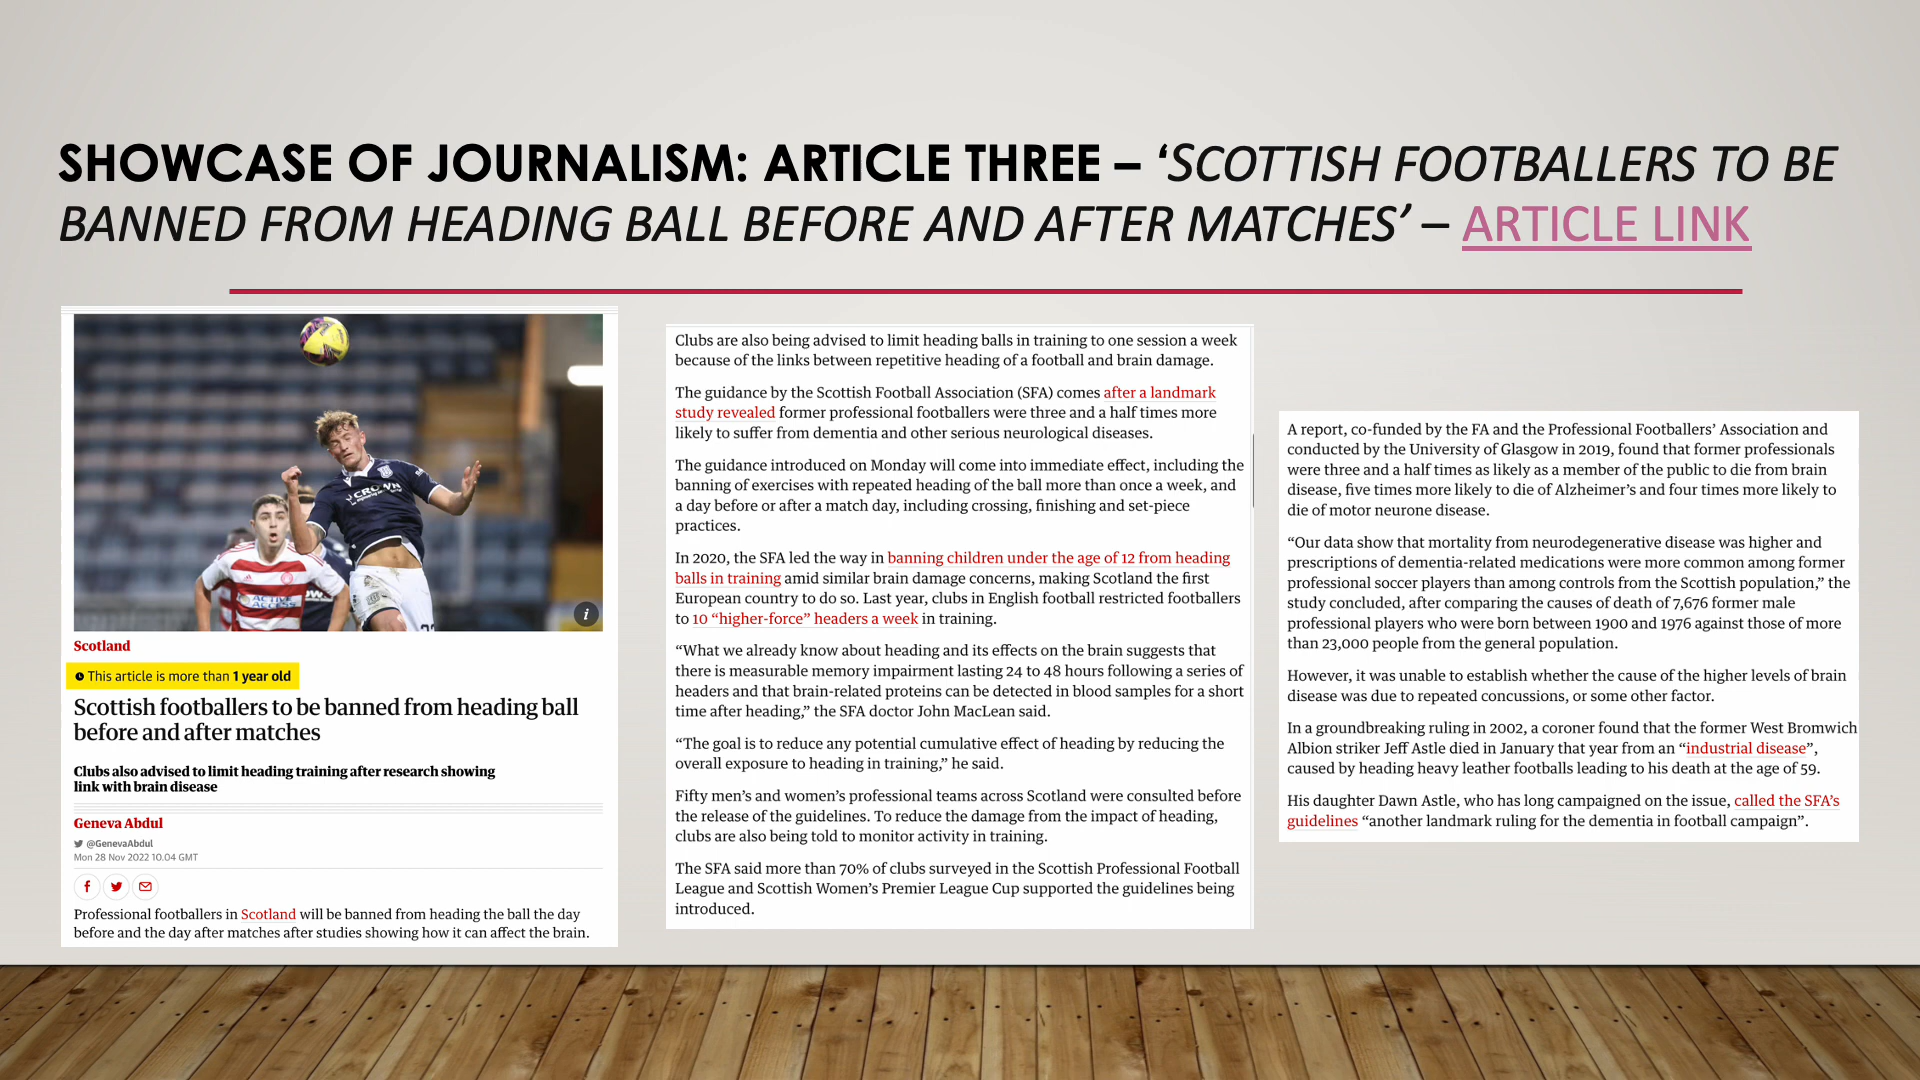 SHOWCASE OF JOURNALISM: ARTICLE THREE – ‘SCOTTISH FOOTBALLERS TO BE
BANNED FROM HEADING BALL BEFORE AND AFTER MATCHES’ – ARTICLE LINK
CROWN
ACTIVE
ACCESS
i
Scotland
This article is more than 1 year old
Scottish footballers to be banned from heading ball
before and after matches
Clubs also advised to limit heading training after research showing
link with brain disease
Geneva Abdul
@GenevaAbdul
Mon 28 Nov 2022 10.04 GMT
Professional footballers in Scotland will be banned from heading the ball the day
before and the day after matches after studies showing how it can affect the brain.
Clubs are also being advised to limit heading balls in training to one session a week
because of the links between repetitive heading of a football and brain damage.
The guidance by the Scottish Football Association (SFA) comes after a landmark
study revealed former professional footballers were three and a half times more
likely to suffer from dementia and other serious neurological diseases.
The guidance introduced on Monday will come into immediate effect, including the
banning of exercises with repeated heading of the ball more than once a week, and
a day before or after a match day, including crossing, finishing and set-piece
practices.
In 2020, the SFA led the way in banning children under the age of 12 from heading
balls in training amid similar brain damage concerns, making Scotland the first
European country to do so. Last year, clubs in English football restricted footballers
to 10 “higher-force” headers a week in training.
“What we already know about heading and its effects on the brain suggests that
there is measurable memory impairment lasting 24 to 48 hours following a series of
headers and that brain-related proteins can be detected in blood samples for a short
time after heading,” the SFA doctor John MacLean said.
“The goal is to reduce any potential cumulative effect of heading by reducing the
overall exposure to heading in training,” he said.
Fifty men’s and women’s professional teams across Scotland were consulted before
the release of the guidelines. To reduce the damage from the impact of heading,
clubs are also being told to monitor activity in training.
The SFA said more than 70% of clubs surveyed in the Scottish Professional Football
League and Scottish Women’s Premier League Cup supported the guidelines being
introduced.
A report, co-funded by the FA and the Professional Footballers’ Association and
conducted by the University of Glasgow in 2019, found that former professionals
were three and a half times as likely as a member of the public to die from brain
disease, five times more likely to die of Alzheimer’s and four times more likely to
die of motor neurone disease.
“Our data show that mortality from neurodegenerative disease was higher and
prescriptions of dementia-related medications were more common among former
professional soccer players than among controls from the Scottish population,” the
study concluded, after comparing the causes of death of 7,676 former male
professional players who were born between 1900 and 1976 against those of more
than 23,000 people from the general population.
However, it was unable to establish whether the cause of the higher levels of brain
disease was due to repeated concussions, or some other factor.
In a groundbreaking ruling in 2002, a coroner found that the former West Bromwich
Albion striker Jeff Astle died in January that year from an “industrial disease”,
caused by heading heavy leather footballs leading to his death at the age of 59.
His daughter Dawn Astle, who has long campaigned on the issue, called the SFA’s
guidelines “another landmark ruling for the dementia in football campaign”.